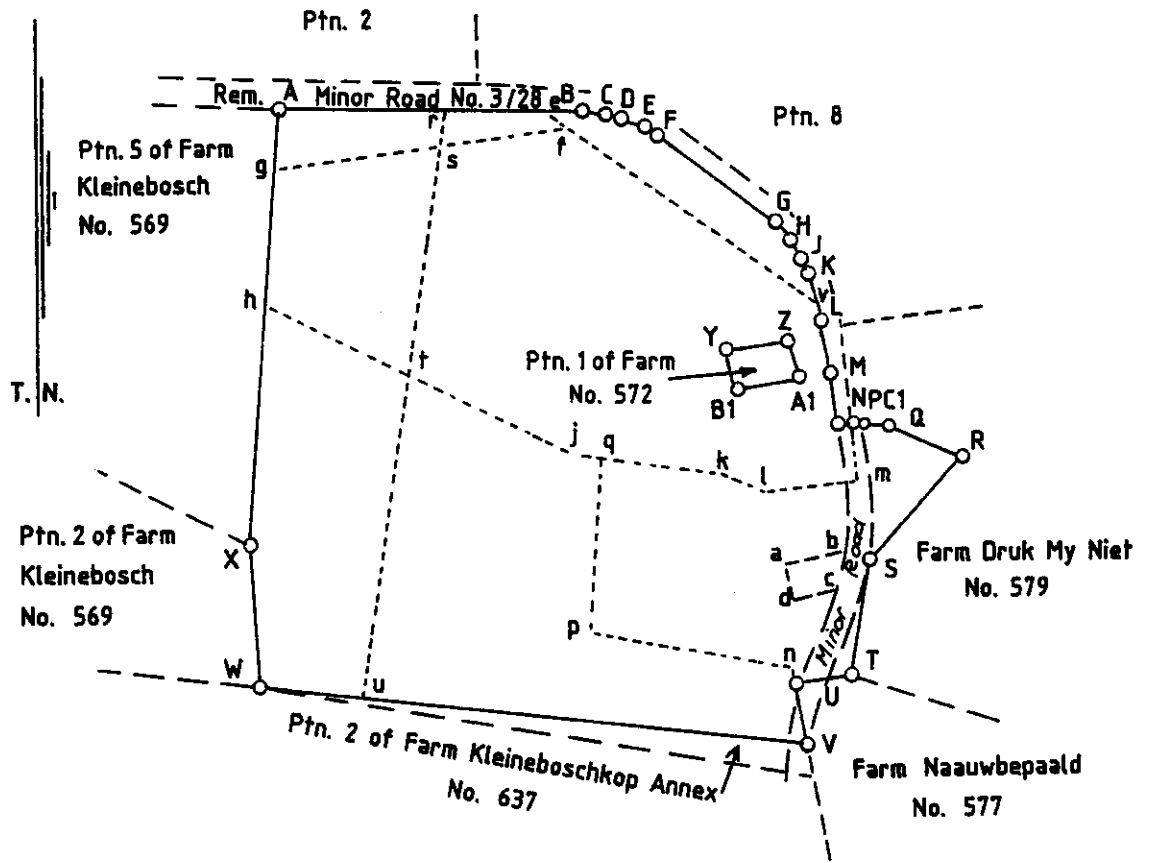 Ptn. 2
Rem. A Minor Road No. 3/28 e B C D E F
Ptn. 8
r
f
g
s
Ptn. 5 of Farm
Kleinebosch
No. 569
G
H
J
K
v L
h
Y Z
t
Ptn. 1 of Farm
No. 572
M
B1 A1
T. N.
N P C1 Q
R
j q
k
l
m
Ptn. 2 of Farm
Kleinebosch
No. 569
X
a b
d c
Minor Road
S
Farm Druk My Niet
No. 579
p
n
T
U
W
u
V
Ptn. 2 of Farm Kleineboschkop Annex
No. 637
Farm Naauwbepaald
No. 577